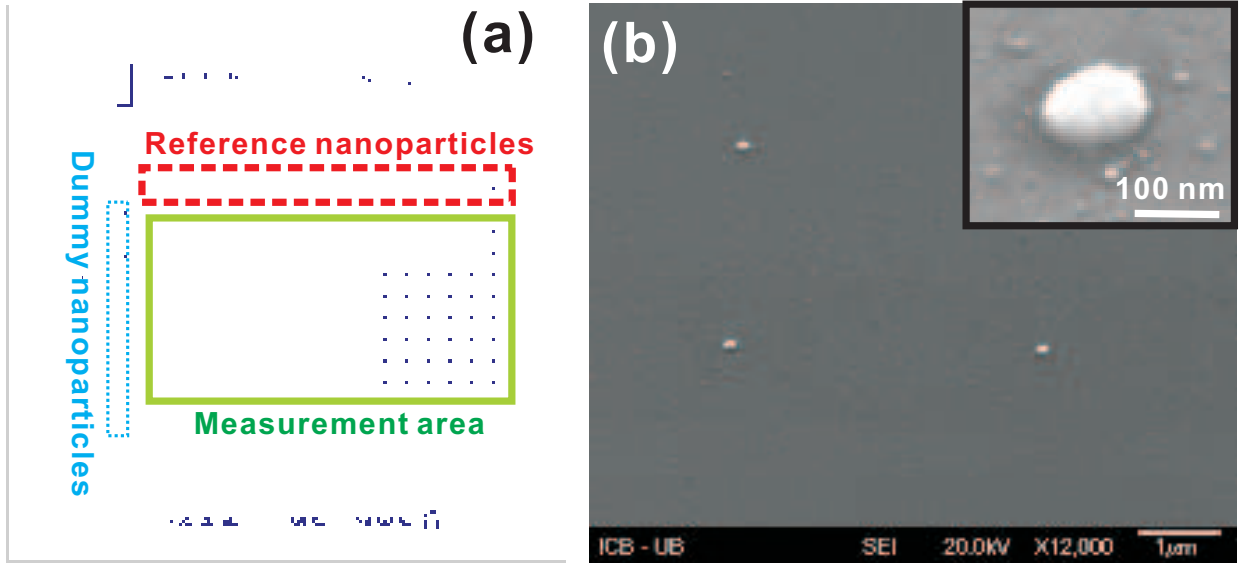 (a)
Reference nanoparticles
Dummy nanoparticles
Measurement area
(b)
100 nm
ICB - UB SEI 20.0kV X12,000 1µm